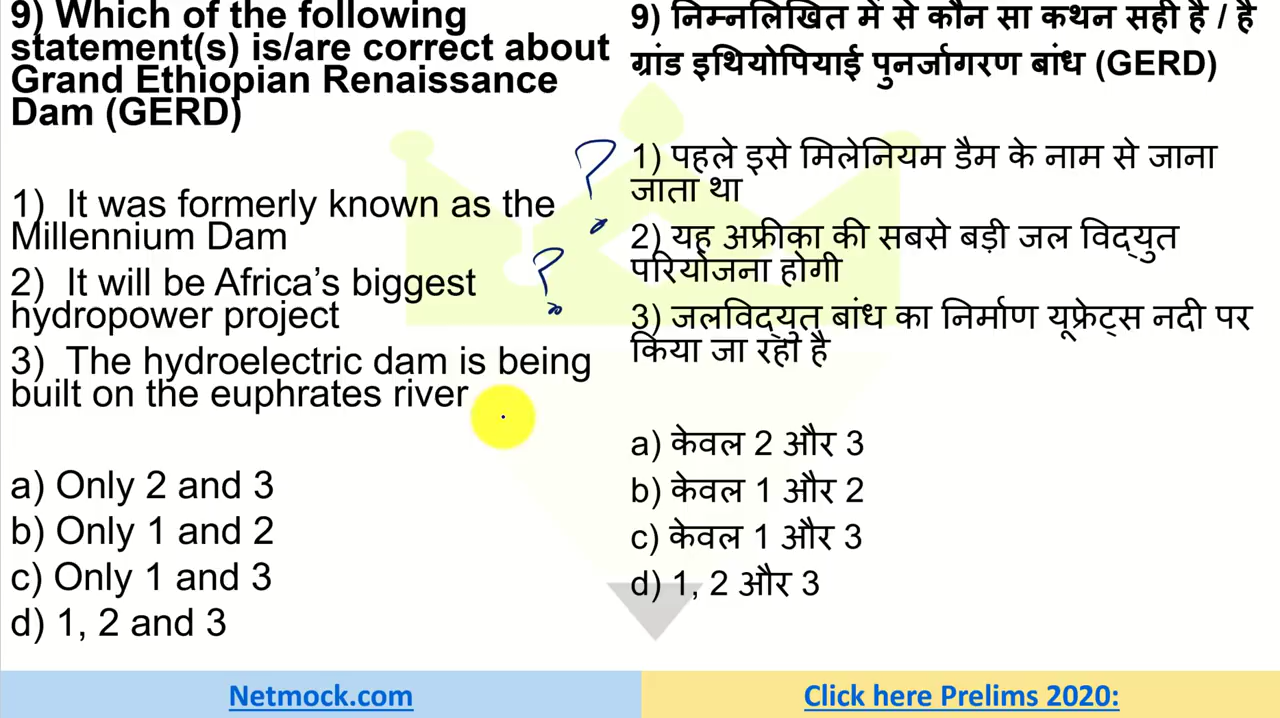 9) Which of the following
statement(s) is/are correct about
Grand Ethiopian Renaissance
Dam (GERD)
1) It was formerly known as the
Millennium Dam
2) It will be Africa's biggest
hydropower project
3) The hydroelectric dam is being
built on the euphrates river
a) Only 2 and 3
b) Only 1 and 2
c) Only 1 and 3
d) 1, 2 and 3
9) निम्नलिखित में से कौन सा कथन सही है / है
ग्रांड इथियोपियाई पुनर्जागरण बांध (GERD)
1) पहले इसे मिलेनियम डैम के नाम से जाना
जाता था
2) यह अफ्रीका की सबसे बड़ी जल विद्युत
परियोजना होगी
3) जलविद्युत बांध का निर्माण यूफ्रेट्स नदी पर
किया जा रहा है
a) केवल 2 और 3
b) केवल 1 और 2
c) केवल 1 और 3
d) 1, 2 और 3
?
?
Netmock.com
Click here Prelims 2020: